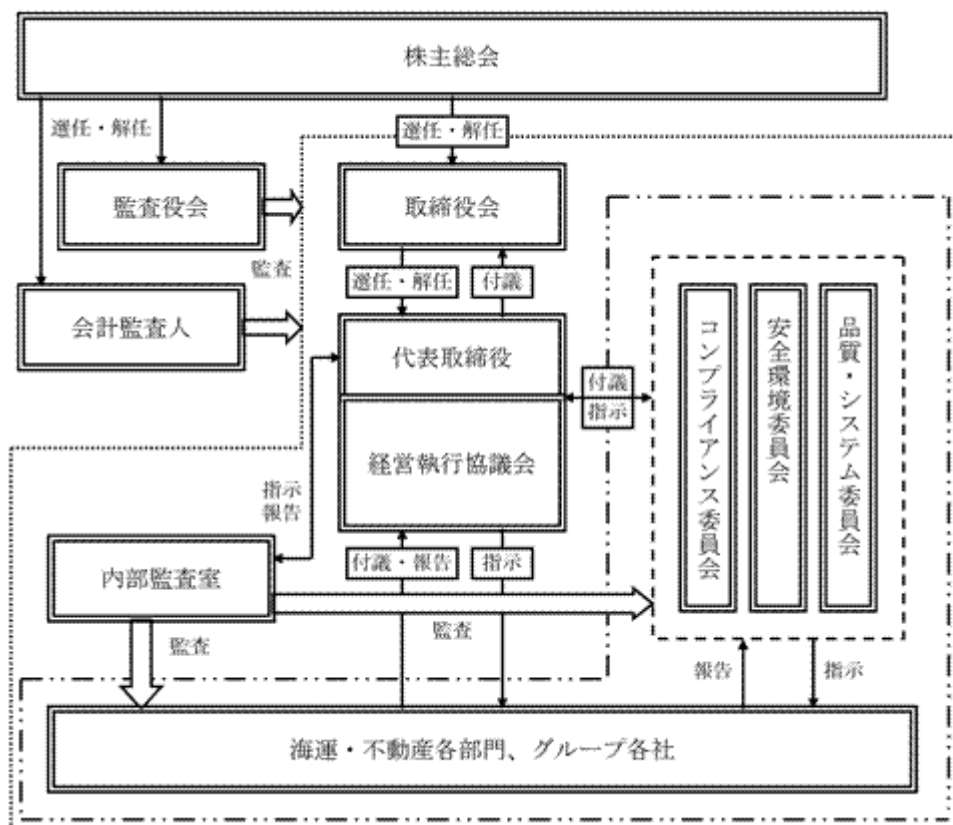 株主総会
選任・解任
選任・解任
監査役会
取締役会
監査
選任・解任
付議
会計監査人
代表取締役
経営執行協議会
付議
指示
コンプライアンス委員会
安全環境委員会
品質・システム委員会
指示
報告
内部監査室
付議・報告
指示
監査
監査
報告
指示
海運・不動産各部門、グループ各社